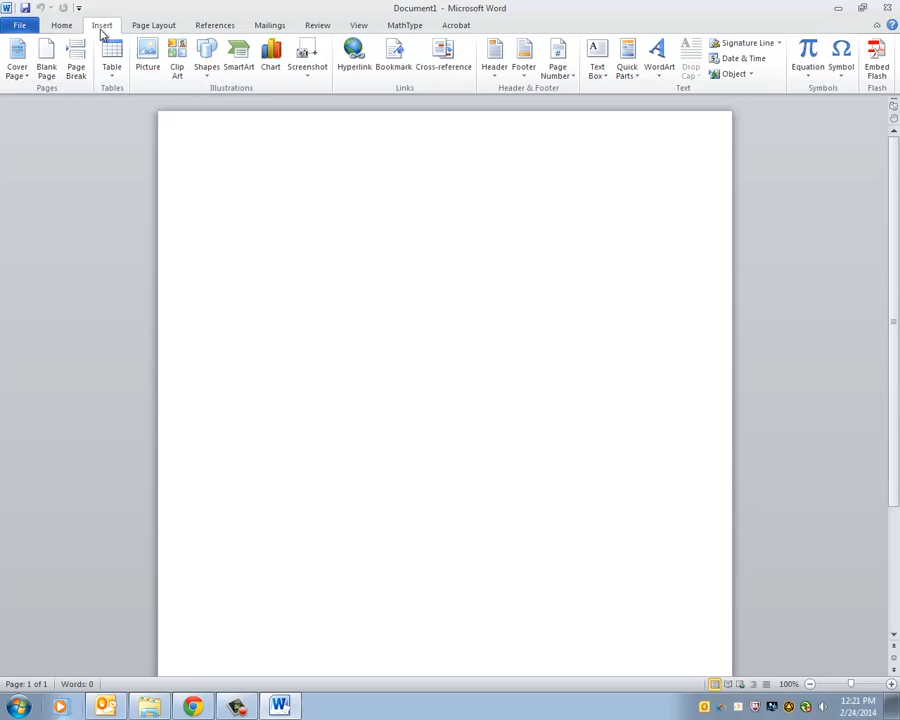 Document1 - Microsoft Word
File Home Insert Page Layout References Mailings Review View MathType Acrobat
Cover Page Blank Page Page Break Table Picture Clip Art Shapes SmartArt Chart Screenshot Hyperlink Bookmark Cross-reference Header Footer Page Number Text Box Quick Parts WordArt Drop Cap Signature Line Date & Time Object Equation Symbol Embed Flash
Pages Tables Illustrations Links Header & Footer Text Symbols Flash
Page: 1 of 1 Words: 0 100%
12:21 PM
2/24/2014